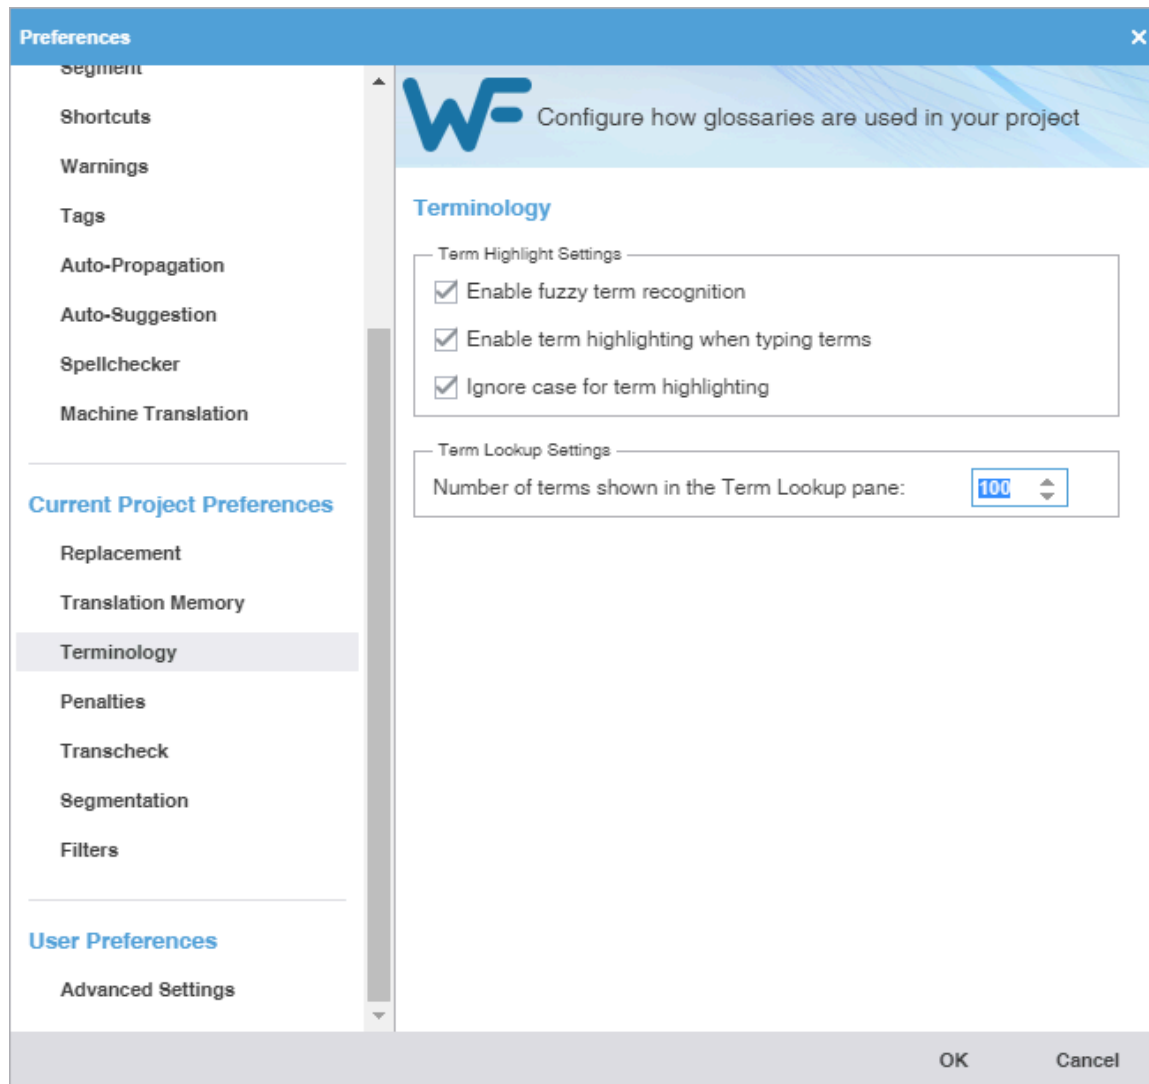 Preferences
Segment
Shortcuts
Warnings
Tags
Auto-Propagation
Auto-Suggestion
Spellchecker
Machine Translation
Current Project Preferences
Replacement
Translation Memory
Terminology
Penalties
Transcheck
Segmentation
Filters
User Preferences
Advanced Settings
WF
Configure how glossaries are used in your project
Terminology
Term Highlight Settings
Enable fuzzy term recognition
Enable term highlighting when typing terms
Ignore case for term highlighting
Term Lookup Settings
Number of terms shown in the Term Lookup pane: 100
OK Cancel